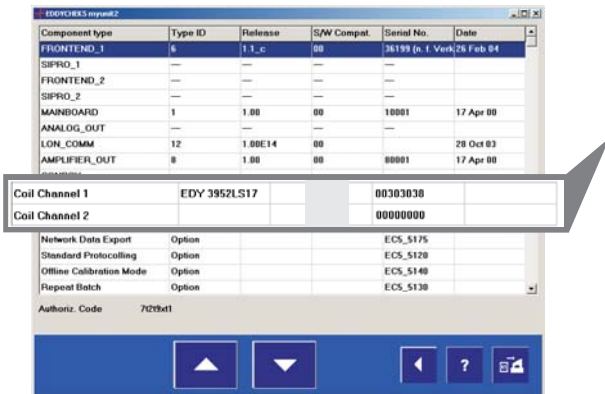 EDDYCHEK5 myunit2
Component type Type ID Release S/W Compat. Serial No. Date
FRONTEND_1 6 1.1_c 00 36199 (n. f. Verk 26 Feb 04
SIPRO_1 — — — —
FRONTEND_2 — — — —
SIPRO_2 — — — —
MAINBOARD 1 1.00 00 10001 17 Apr 00
ANALOG_OUT — — — —
LON_COMM 12 1.00E14 00 28 Oct 03
AMPLIFIER_OUT 8 1.00 00 80001 17 Apr 00
Coil Channel 1 EDY 3952LS17 00303030
Coil Channel 2 00000000
Network Data Export Option EC5_5175
Standard Protocolling Option EC5_5120
Offline Calibration Mode Option EC5_5140
Repeat Batch Option EC5_5130
Authoriz. Code 7t2t9xt1
?